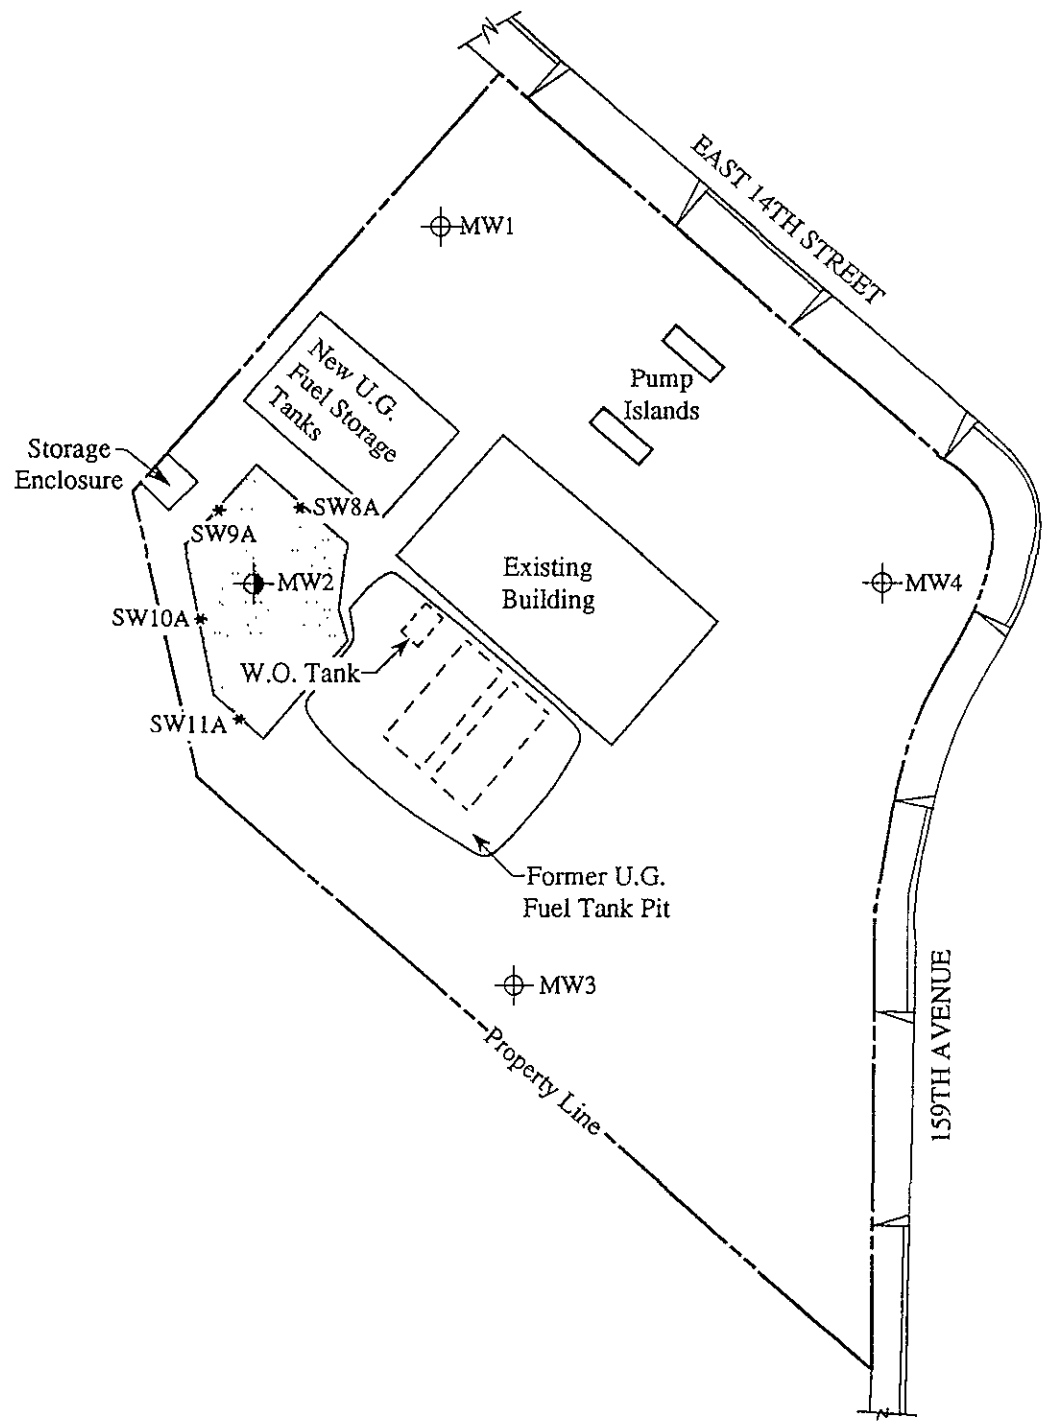 EAST 14TH STREET
MW1
New U.G.
Fuel Storage
Tanks
Pump
Islands
Storage
Enclosure
SW8A
SW9A
Existing
Building
MW2
MW4
SW10A
W.O. Tank
SW11A
Former U.G.
Fuel Tank Pit
MW3
Property Line
159TH AVENUE